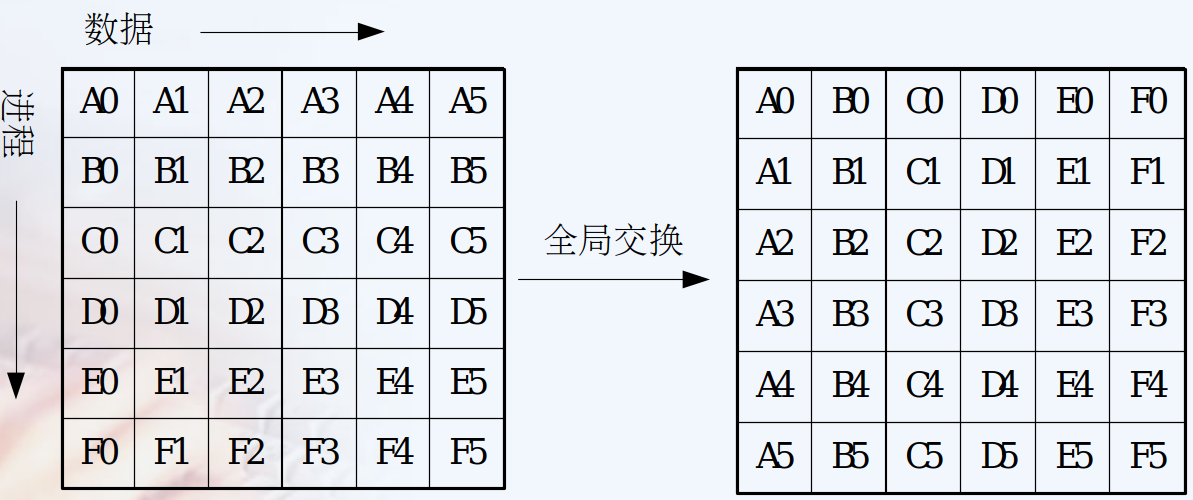 数据
进程
A0 A1 A2 A3 A4 A5
B0 B1 B2 B3 B4 B5
C0 C1 C2 C3 C4 C5
D0 D1 D2 D3 D4 D5
E0 E1 E2 E3 E4 E5
F0 F1 F2 F3 F4 F5
全局交换
A0 B0 C0 D0 E0 F0
A1 B1 C1 D1 E1 F1
A2 B2 C2 D2 E2 F2
A3 B3 C3 D3 E3 F3
A4 B4 C4 D4 E4 F4
A5 B5 C5 D5 E5 F5